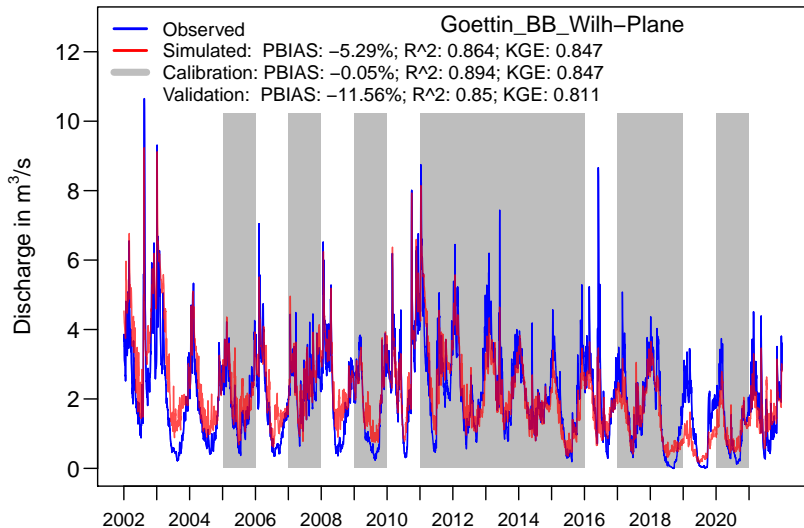 Goettin_BB_Wilh−Plane
Observed
Simulated: PBIAS: −5.29%; R^2: 0.864; KGE: 0.847
Calibration: PBIAS: −0.05%; R^2: 0.894; KGE: 0.847
Validation: PBIAS: −11.56%; R^2: 0.85; KGE: 0.811
Discharge in m³/s
12
10
8
6
4
2
0
2002 2004 2006 2008 2010 2012 2014 2016 2018 2020